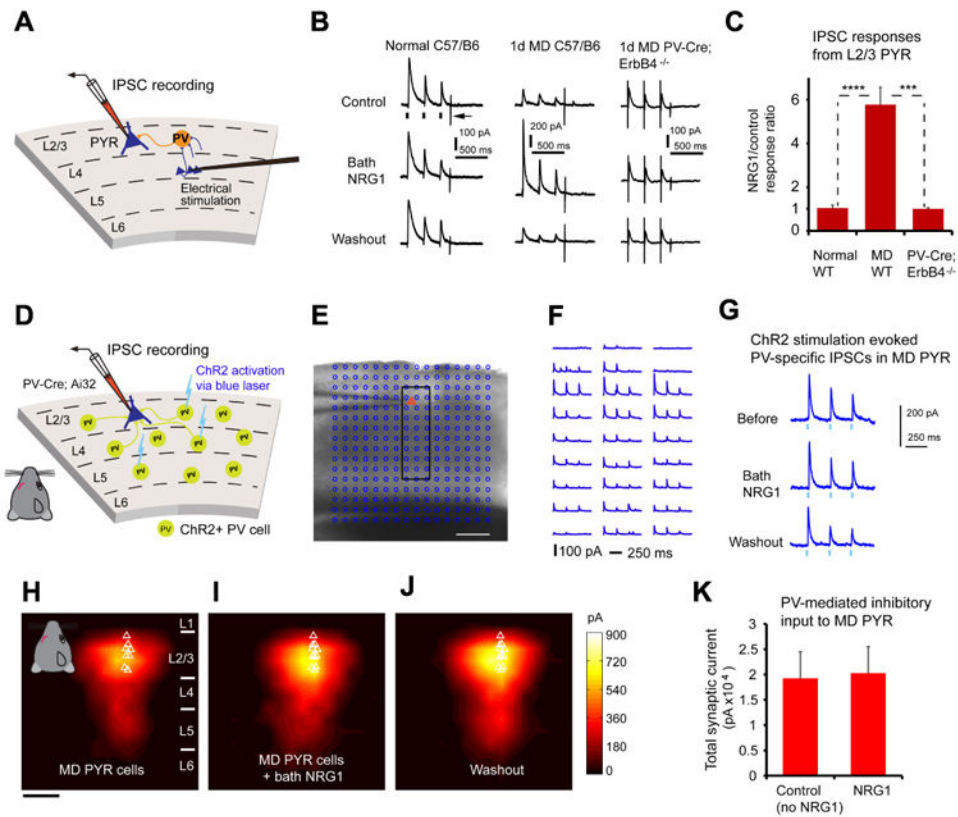 A
IPSC recording
L2/3
PYR
PV
L4
Electrical
stimulation
L5
L6
B
Normal C57/B6
1d MD C57/B6
1d MD PV-Cre;
ErbB4 -/-
Control
100 pA
500 ms
200 pA
500 ms
100 pA
500 ms
Bath
NRG1
Washout
C
IPSC responses
from L2/3 PYR
NRG1/control
response ratio
****
***
6
4
2
1
0
Normal
WT
MD
WT
PV-Cre;
ErbB4-/-
D
IPSC recording
PV-Cre; Ai32
ChR2 activation
via blue laser
L2/3
L4
L5
L6
PV
ChR2+ PV cell
E
F
100 pA
250 ms
G
ChR2 stimulation evoked
PV-specific IPSCs in MD PYR
Before
200 pA
250 ms
Bath
NRG1
Washout
H
L1
L2/3
L4
L5
L6
MD PYR cells
I
MD PYR cells
+ bath NRG1
J
Washout
pA
900
720
540
360
180
0
K
PV-mediated inhibitory
input to MD PYR
Total synaptic current
(pA x10⁴)
3
2.5
2
1.5
1
0.5
0
Control
(no NRG1)
NRG1